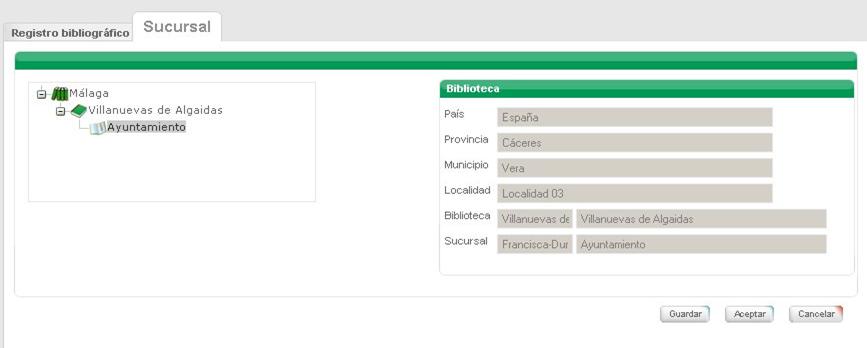 Registro bibliográfico Sucursal
Málaga
Villanuevas de Algaidas
Ayuntamiento
Biblioteca
País España
Provincia Cáceres
Municipio Vera
Localidad Localidad 03
Biblioteca Villanuevas de Villanuevas de Algaidas
Sucursal Francisca-Dur Ayuntamiento
Guardar Aceptar Cancelar